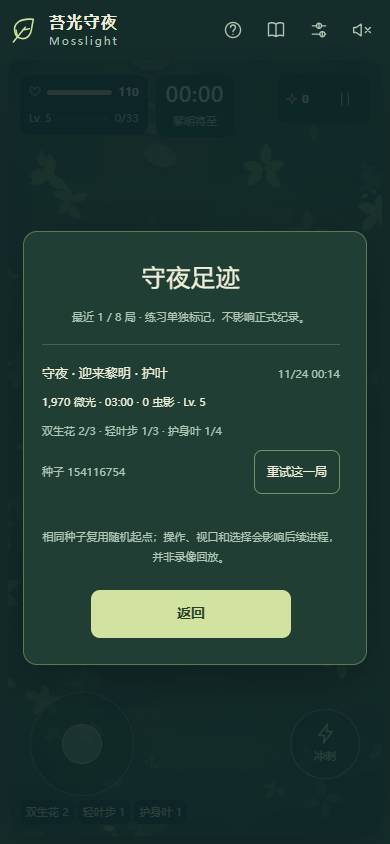 苔光守夜
Mosslight
110
00:00
0
Lv. 5
0/33
黎明将至
守夜足迹
最近 1 / 8 局 · 练习单独标记，不影响正式纪录。
守夜 · 迎来黎明 · 护叶
11/24 00:14
1,970 微光 · 03:00 · 0 虫影 · Lv. 5
双生花 2/3 · 轻叶步 1/3 · 护身叶 1/4
种子 154116754
重试这一局
相同种子复用随机起点；操作、视口和选择会影响后续进程，
并非录像回放。
返回
冲刺
双生花 2
轻叶步 1
护身叶 1